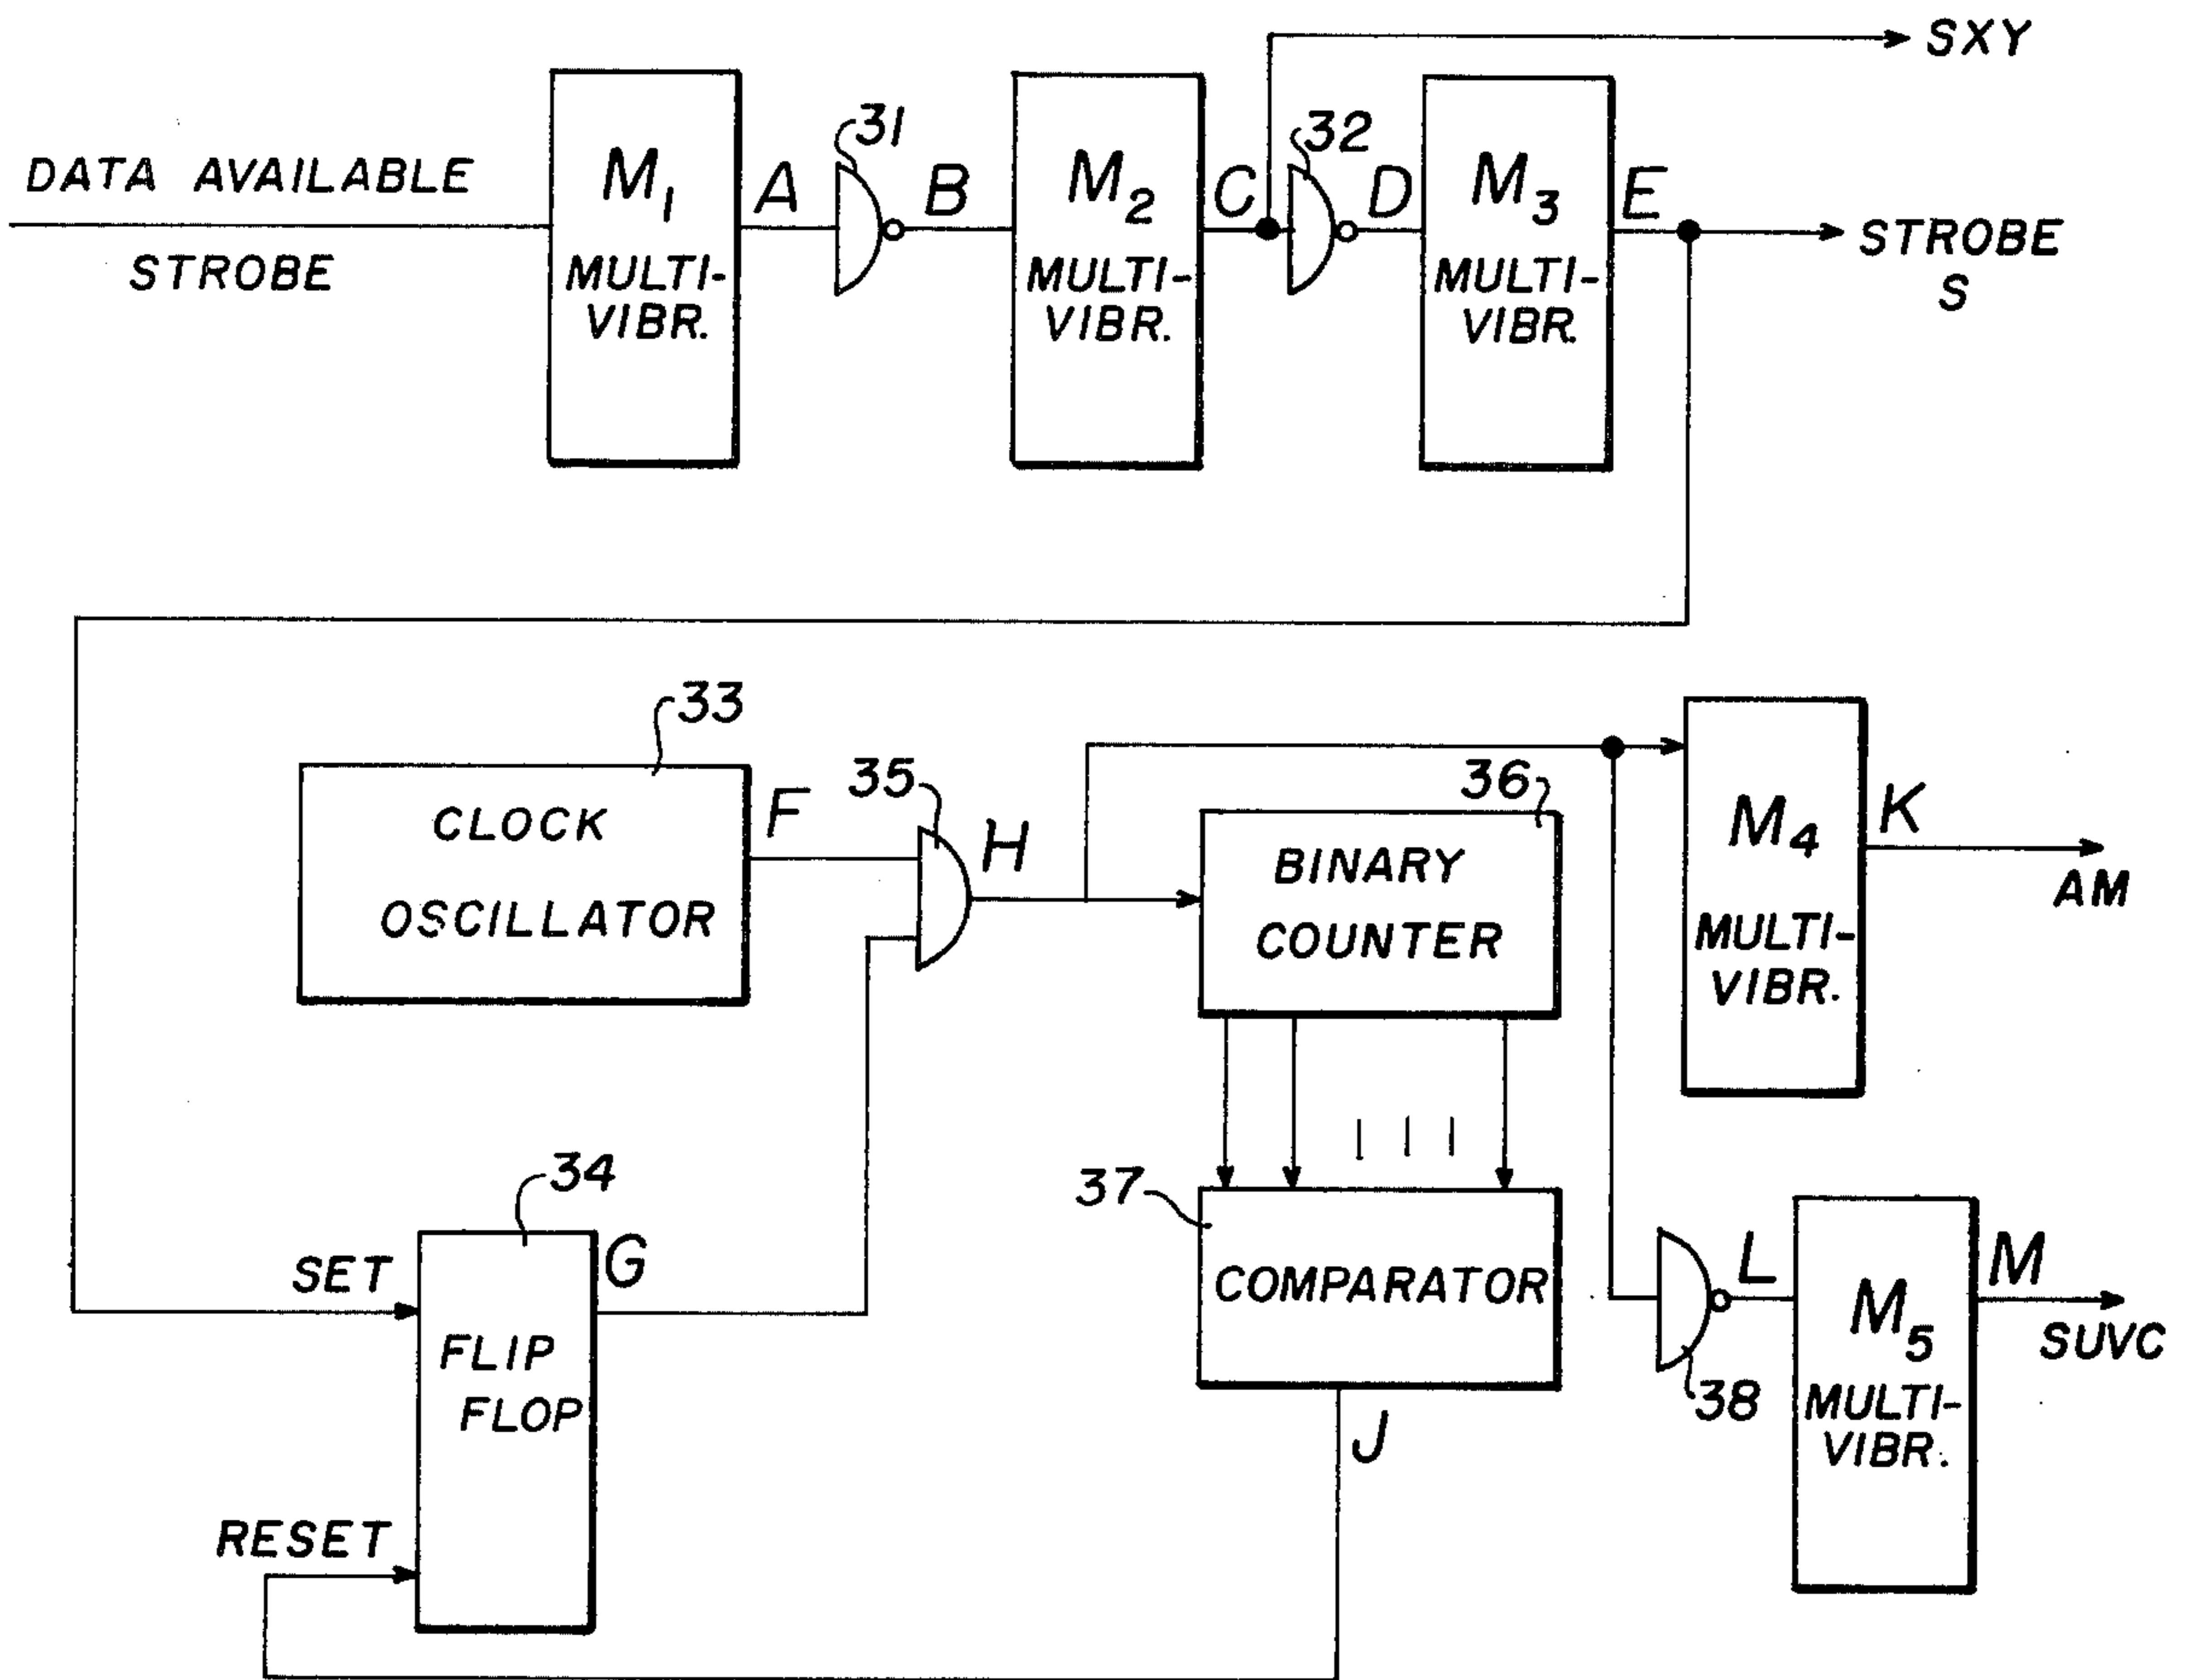 SXY
31
32
DATA AVAILABLE
STROBE
M1
MULTI-
VIBR.
A
B
M2
MULTI-
VIBR.
C
D
M3
MULTI-
VIBR.
E
STROBE
S
33
CLOCK
OSCILLATOR
F
35
H
36
BINARY
COUNTER
M4
MULTI-
VIBR.
K
AM
34
SET
RESET
FLIP
FLOP
G
37
COMPARATOR
J
38
L
M5
MULTI-
VIBR.
M
SUVC